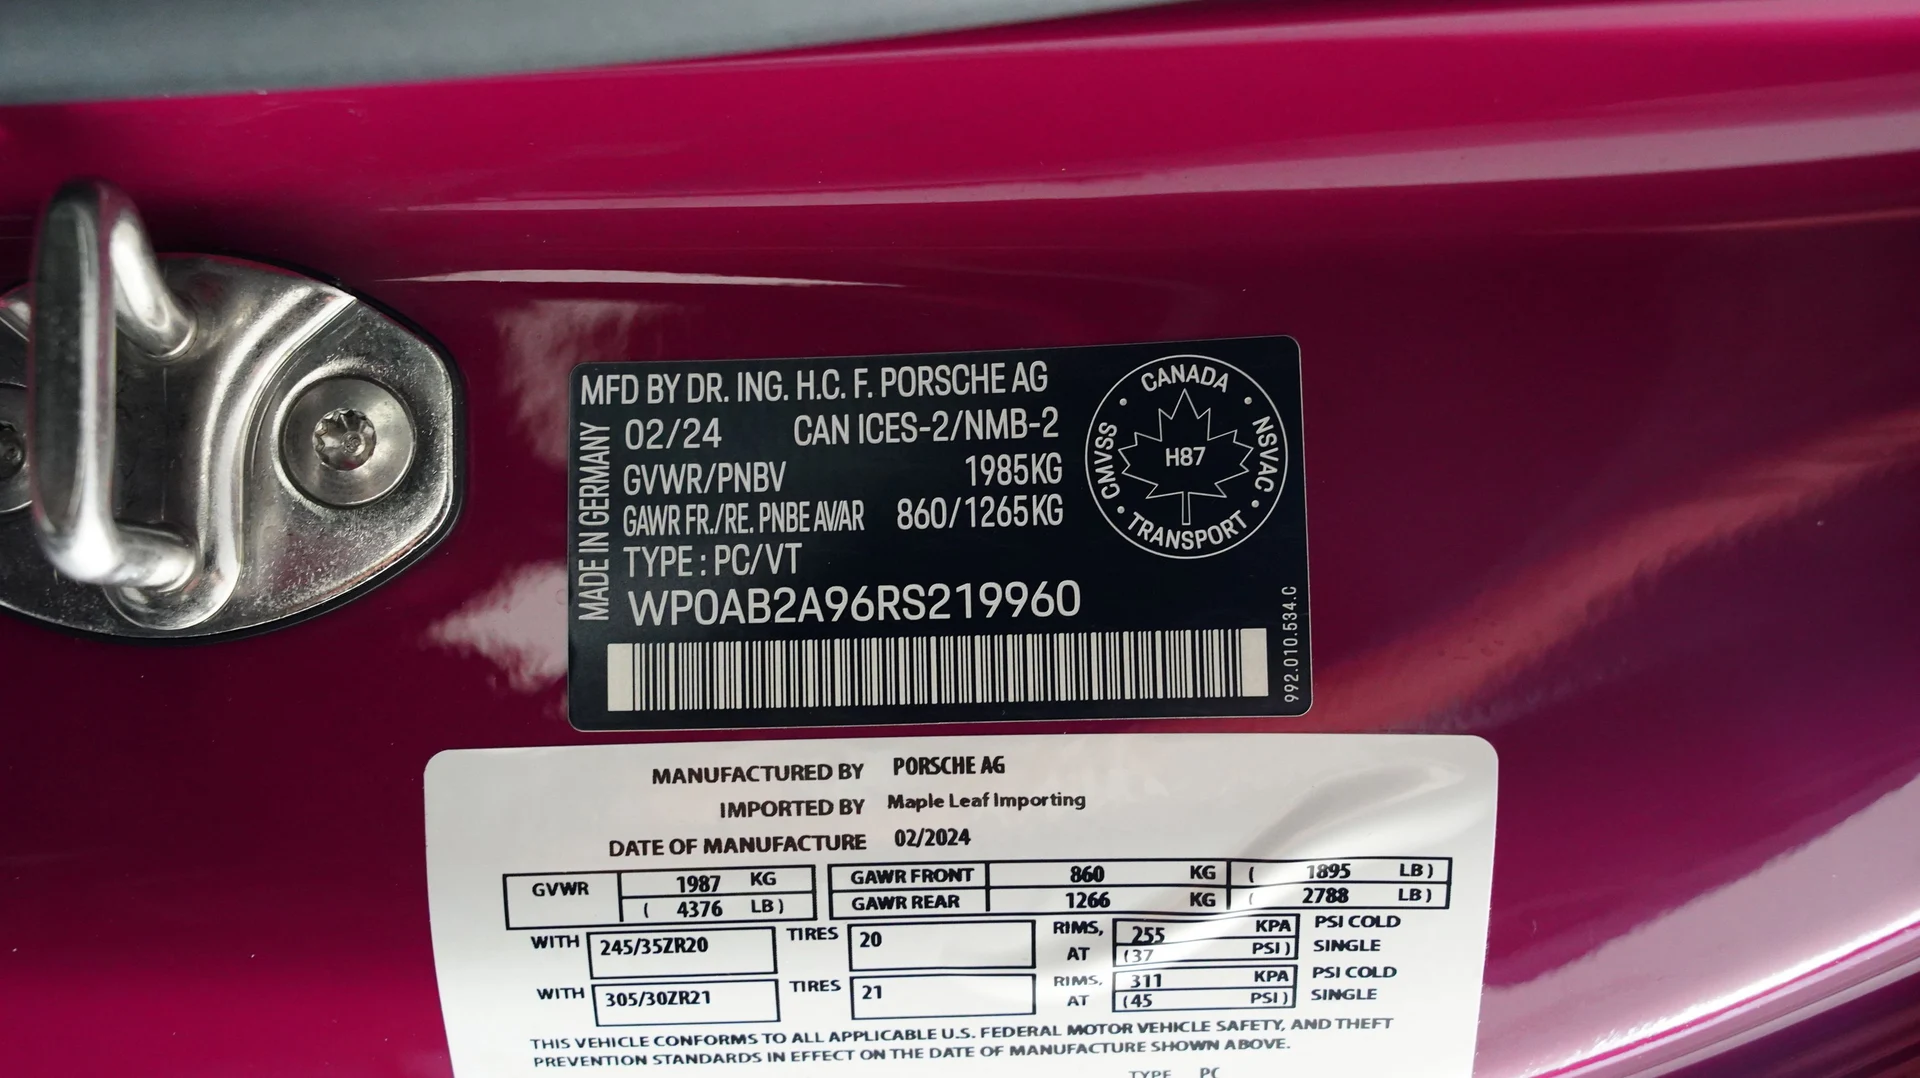 MFD BY DR. ING. H.C. F. PORSCHE AG
02/24 CAN ICES-2/NMB-2
GVWR/PNBV 1985KG
GAWR FR./RE. PNBE AV/AR 860/1265KG
TYPE : PC/VT
WP0AB2A96RS219960
MADE IN GERMANY
CANADA
CMVSS
NSVAC
H87
TRANSPORT
992.010.534.C
MANUFACTURED BY PORSCHE AG
IMPORTED BY Maple Leaf Importing
DATE OF MANUFACTURE 02/2024
GVWR 1987 KG
( 4376 LB )
GAWR FRONT 860 KG ( 1895 LB )
GAWR REAR 1266 KG ( 2788 LB )
WITH 245/35ZR20 TIRES 20 RIMS, 255 KPA PSI COLD
AT (37 PSI ) SINGLE
WITH 305/30ZR21 TIRES 21 RIMS, 311 KPA PSI COLD
AT (45 PSI ) SINGLE
THIS VEHICLE CONFORMS TO ALL APPLICABLE U.S. FEDERAL MOTOR VEHICLE SAFETY, AND THEFT
PREVENTION STANDARDS IN EFFECT ON THE DATE OF MANUFACTURE SHOWN ABOVE.
TYPE PC